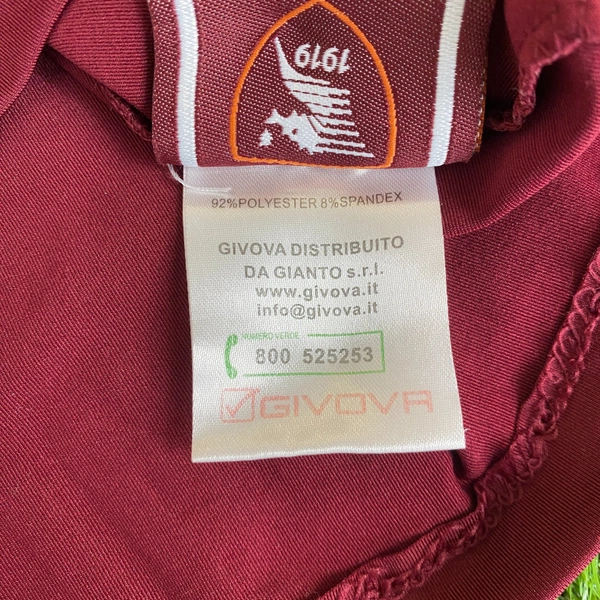 1919
92%POLYESTER 8%SPANDEX
GIVOVA DISTRIBUITO
DA GIANTO s.r.l.
www.givova.it
info@givova.it
NUMERO VERDE
800 525253
GIVOVA